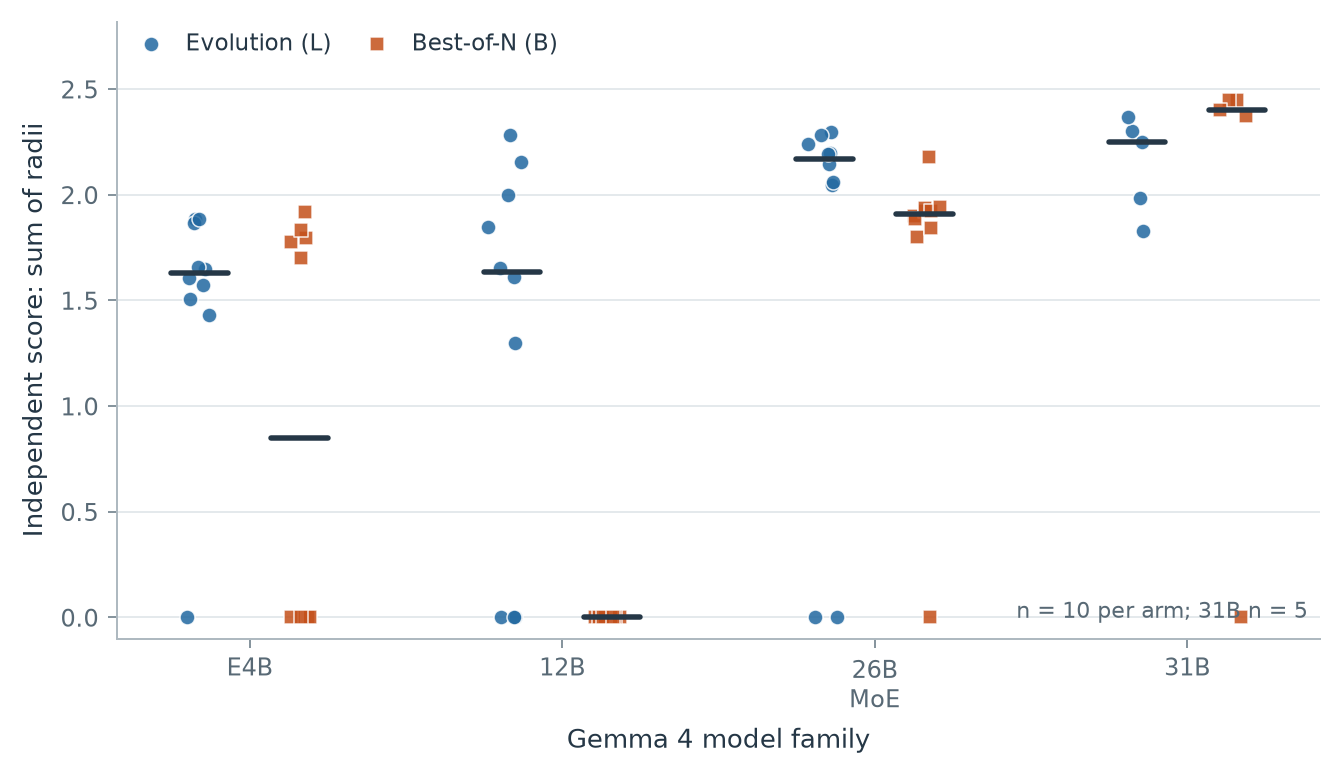 Evolution (L)
Best-of-N (B)
Independent score: sum of radii
2.5
2.0
1.5
1.0
0.5
0.0
n = 10 per arm; 31B n = 5
E4B
12B
26B
MoE
31B
Gemma 4 model family